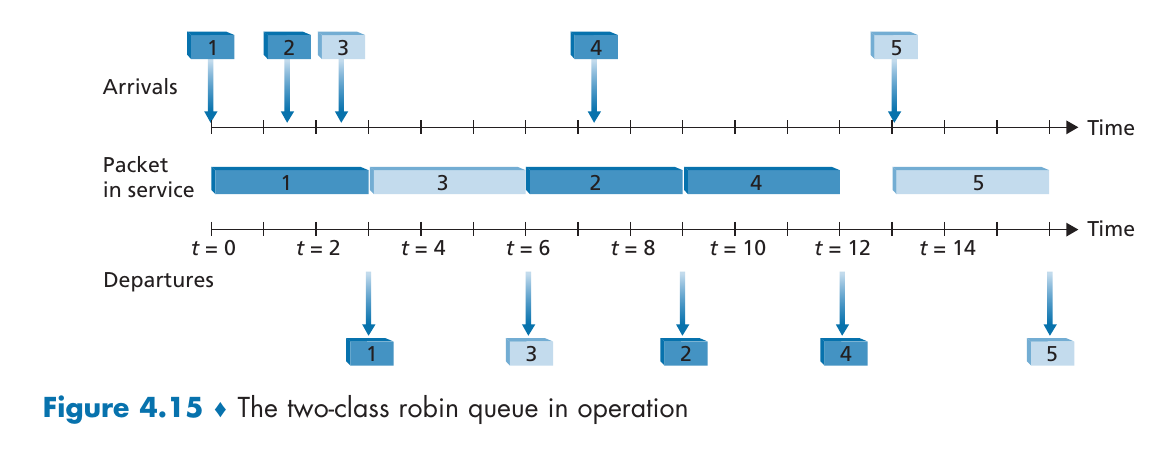 1 2 3 4 5
Arrivals
Time
Packet
in service
1 3 2 4 5
Time
t = 0 t = 2 t = 4 t = 6 t = 8 t = 10 t = 12 t = 14
Departures
1 3 2 4 5
Figure 4.15 ♦ The two-class robin queue in operation